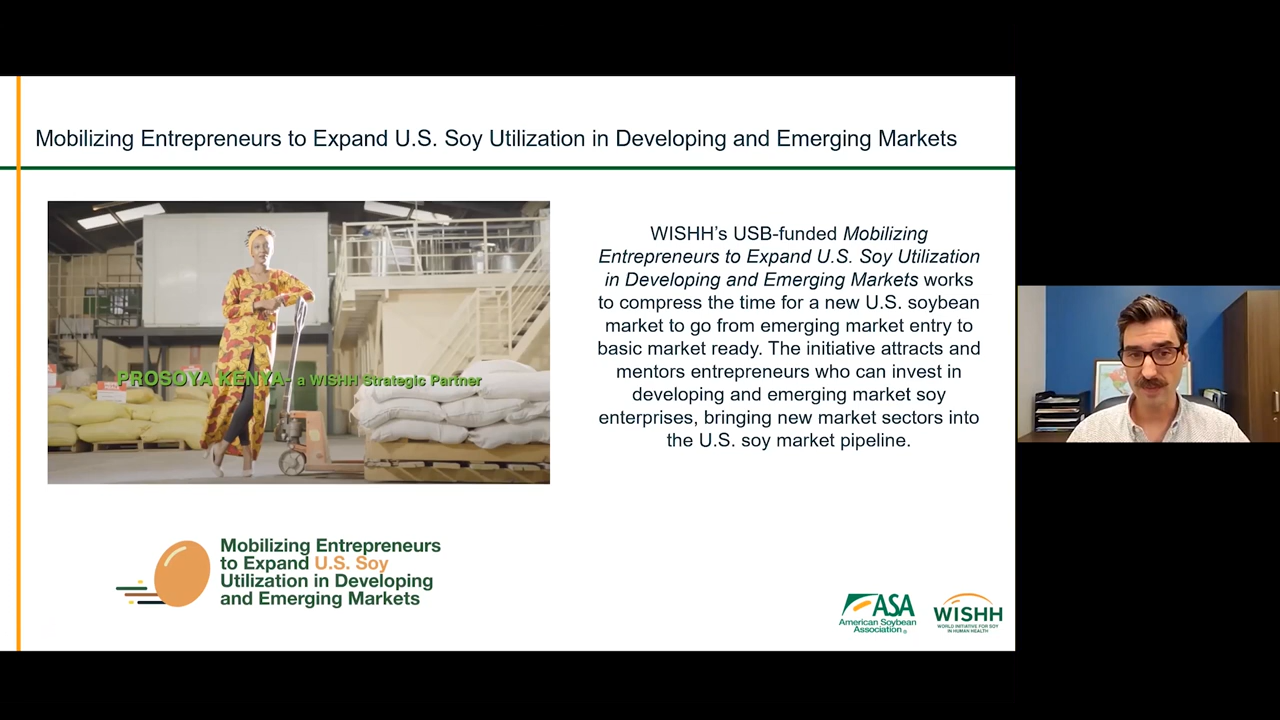 Mobilizing Entrepreneurs to Expand U.S. Soy Utilization in Developing and Emerging Markets
PROSOYA KENYA- a WISHH Strategic Partner
WISHH’s USB-funded Mobilizing
Entrepreneurs to Expand U.S. Soy Utilization
in Developing and Emerging Markets works
to compress the time for a new U.S. soybean
market to go from emerging market entry to
basic market ready. The initiative attracts and
mentors entrepreneurs who can invest in
developing and emerging market soy
enterprises, bringing new market sectors into
the U.S. soy market pipeline.
Mobilizing Entrepreneurs
to Expand U.S. Soy
Utilization in Developing
and Emerging Markets
ASA
American Soybean
Association®
WISHH
WORLD INITIATIVE FOR SOY
IN HUMAN HEALTH